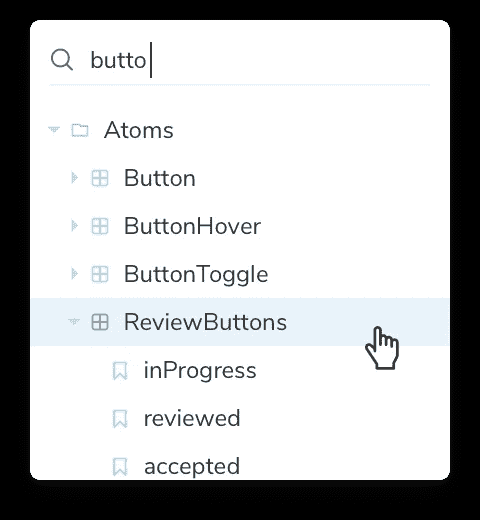 butto
Atoms
Button
ButtonHover
ButtonToggle
ReviewButtons
inProgress
reviewed
accepted